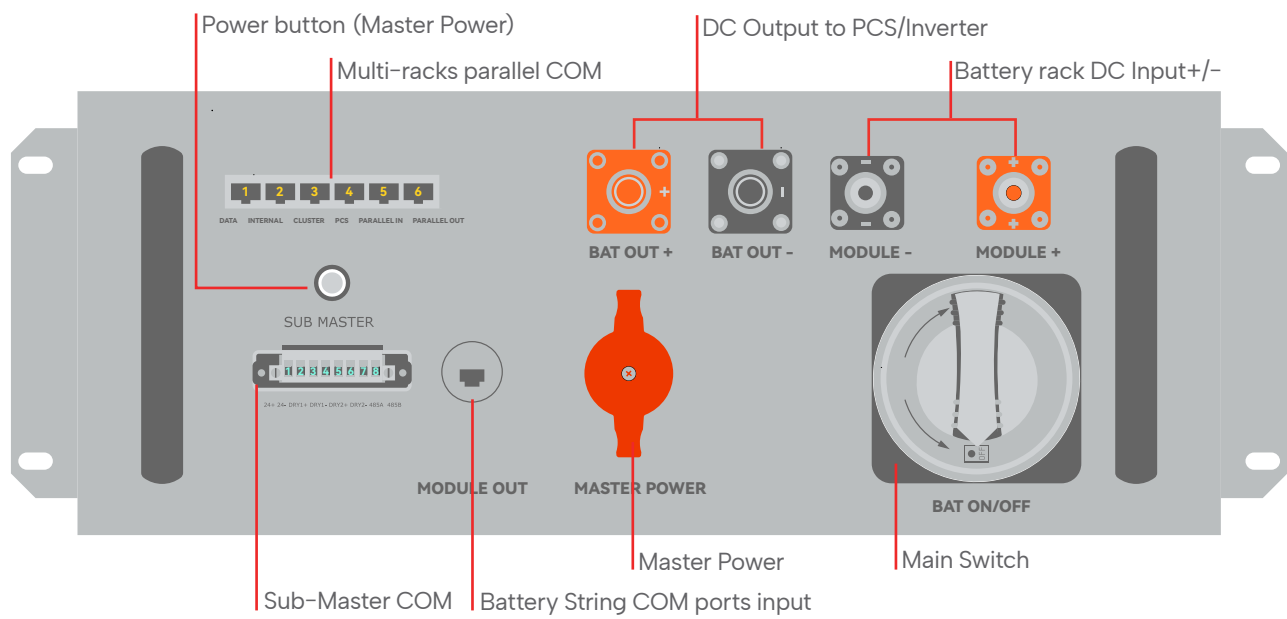 Power button (Master Power)
DC Output to PCS/Inverter
Multi-racks parallel COM
Battery rack DC Input+/-
1 2 3 4 5 6
DATA INTERNAL CLUSTER PCS PARALLEL IN PARALLEL OUT
+ -
BAT OUT + BAT OUT - MODULE - MODULE +
SUB MASTER
1 2 3 4 5 6 7 8
24+ 24- DRY1+ DRY1- DRY2+ DRY2- 485A 485B
OFF
MODULE OUT MASTER POWER
BAT ON/OFF
Master Power
Main Switch
Sub-Master COM
Battery String COM ports input